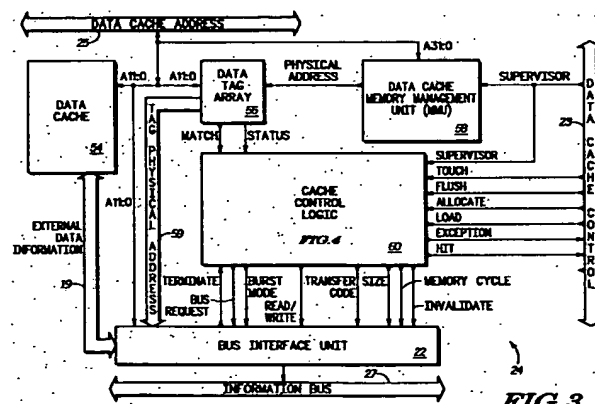 DATA CACHE ADDRESS
25
A11:0
A11:0
A31:0
DATA CACHE
54
DATA TAG ARRAY
55
PHYSICAL ADDRESS
DATA CACHE MEMORY MANAGEMENT UNIT (MMU)
58
SUPERVISOR
DATA CACHE CONTROL
23
MATCH
STATUS
TAG PHYSICAL ADDRESS
59
A11:0
EXTERNAL DATA INFORMATION
19
CACHE CONTROL LOGIC
FIG.4
60
SUPERVISOR
TOUCH
FLUSH
ALLOCATE
LOAD
EXCEPTION
HIT
TERMINATE
BUS REQUEST
BURST MODE
READ/WRITE
TRANSFER CODE
SIZE
MEMORY CYCLE
INVALIDATE
BUS INTERFACE UNIT
22
27
INFORMATION BUS
24
FIG.3